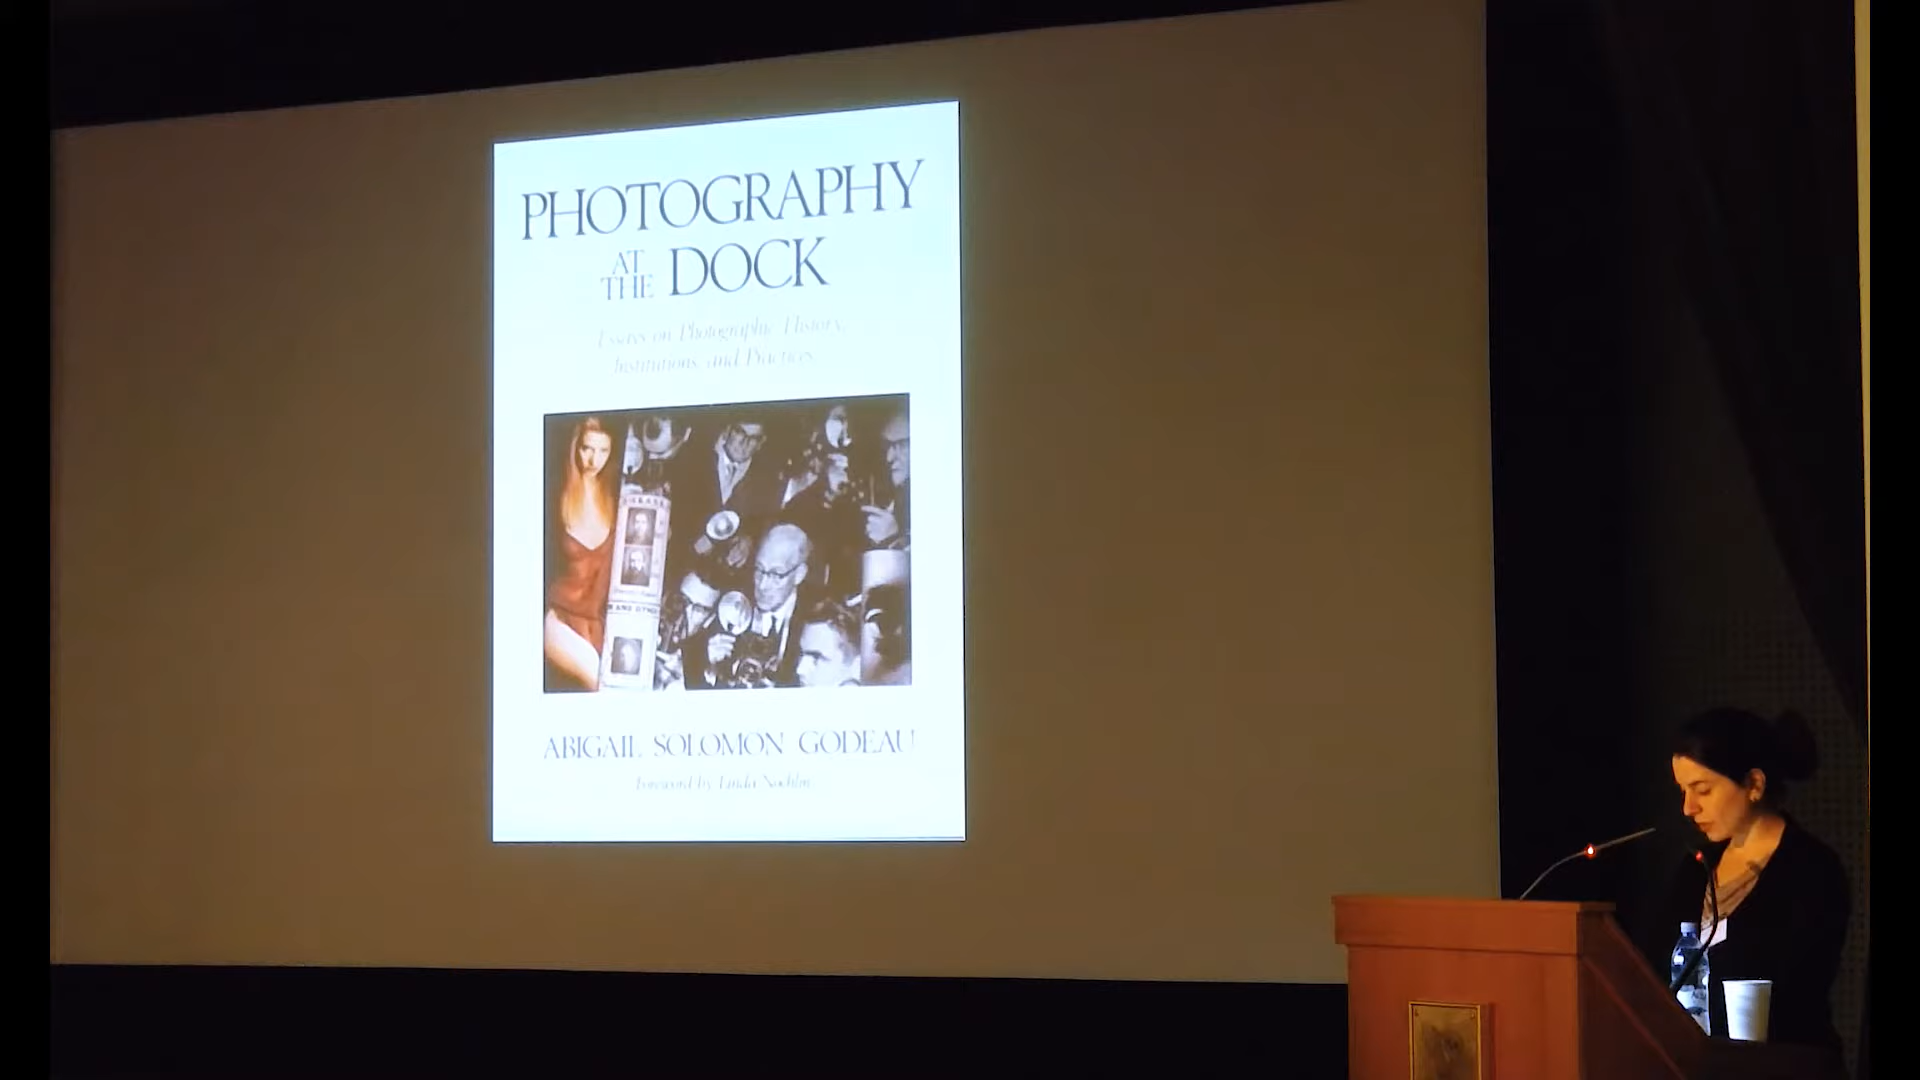 PHOTOGRAPHY
AT THE DOCK
Essays on Photographic History,
Institutions, and Practices
ABIGAIL SOLOMON GODEAU
Foreword by Linda Nochlin